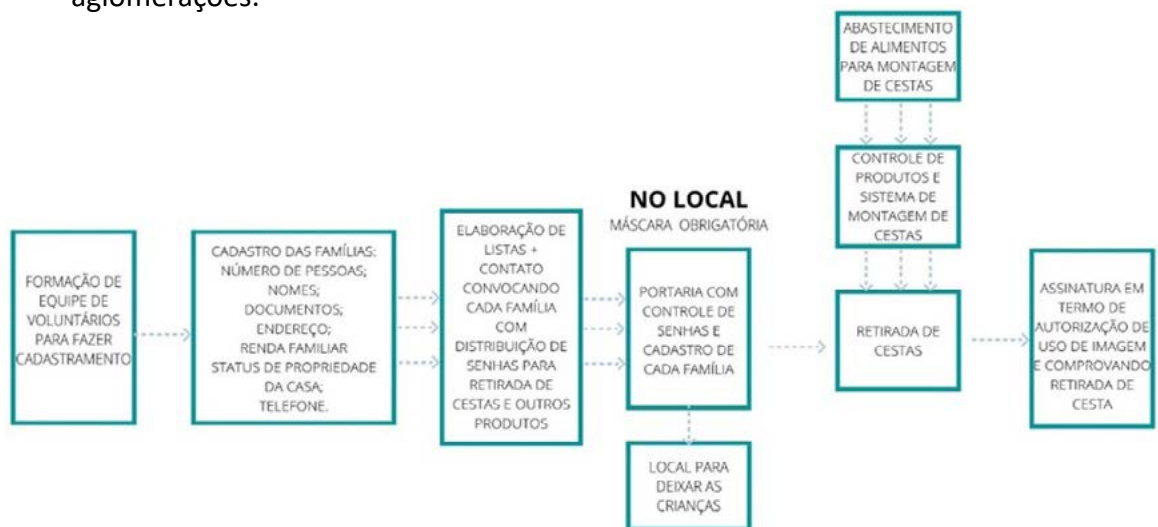 aglomerações.
FORMAÇÃO DE
EQUIPE DE
VOLUNTÁRIOS
PARA FAZER
CADASTRAMENTO
CADASTRO DAS FAMÍLIAS:
NÚMERO DE PESSOAS;
NOMES;
DOCUMENTOS;
ENDEREÇO;
RENDA FAMILIAR
STATUS DE PROPRIEDADE
DA CASA;
TELEFONE.
ELABORAÇÃO DE
LISTAS +
CONTATO
CONVOCANDO
CADA FAMÍLIA
COM
DISTRIBUIÇÃO DE
SENHAS PARA
RETIRADA DE
CESTAS E OUTROS
PRODUTOS
NO LOCAL
MÁSCARA OBRIGATÓRIA
PORTARIA COM
CONTROLE DE
SENHAS E
CADASTRO DE
CADA FAMÍLIA
LOCAL PARA
DEIXAR AS
CRIANÇAS
ABASTECIMENTO
DE ALIMENTOS
PARA MONTAGEM
DE CESTAS
CONTROLE DE
PRODUTOS E
SISTEMA DE
MONTAGEM DE
CESTAS
RETIRADA DE
CESTAS
ASSINATURA EM
TERMO DE
AUTORIZAÇÃO DE
USO DE IMAGEM
E COMPROVANDO
RETIRADA DE
CESTA